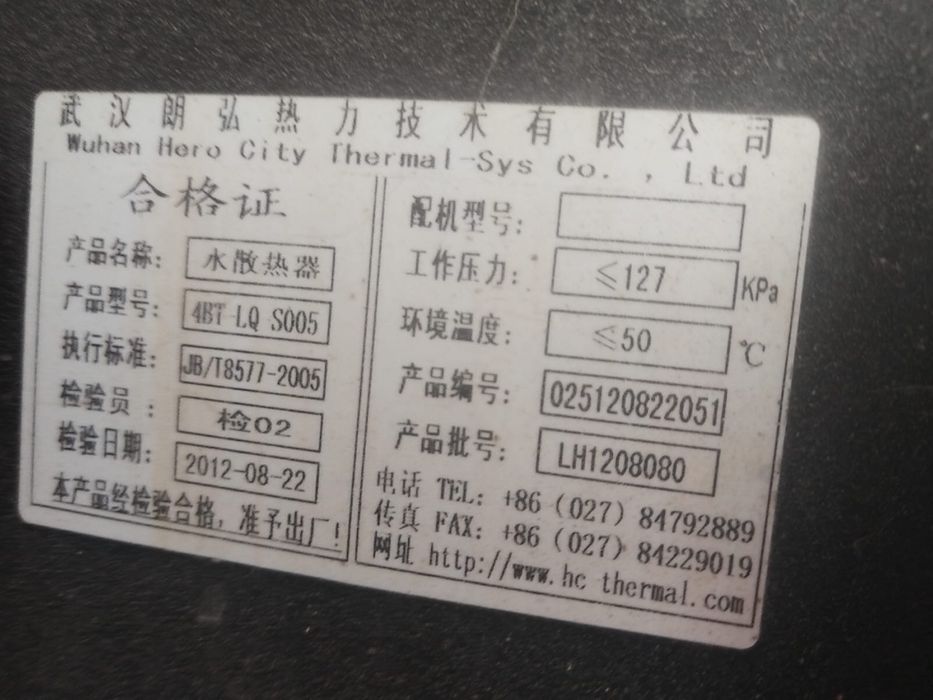 武汉朗弘热力技术有限公司
Wuhan Hero City Thermal-Sys Co. , Ltd
合格证
产品名称: 水散热器
产品型号: 4BT-LQ S005
执行标准: JB/T8577-2005
检验员 : 检02
检验日期: 2012-08-22
本产品经检验合格, 准予出厂!
配机型号:
工作压力: ≤127 KPa
环境温度: ≤50 ℃
产品编号: 025120822051
产品批号: LH1208080
电话 TEL: +86 (027) 84792889
传真 FAX: +86 (027) 84229019
网址 http://www.hc thermal.com